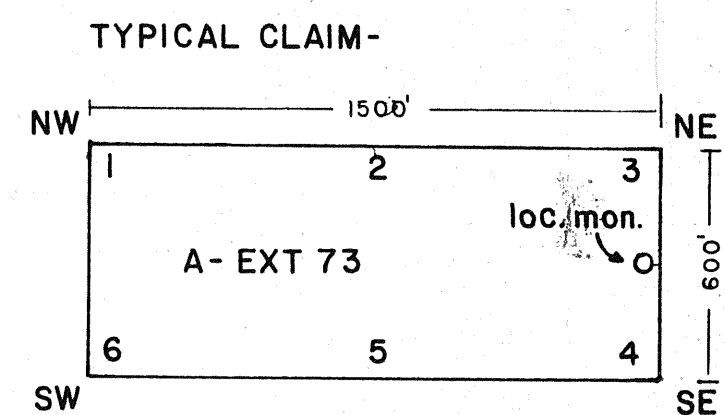 TYPICAL CLAIM-
1500'
NW
NE
1 2 3
loc. mon.
A- EXT 73
600'
6 5 4
SW
SE